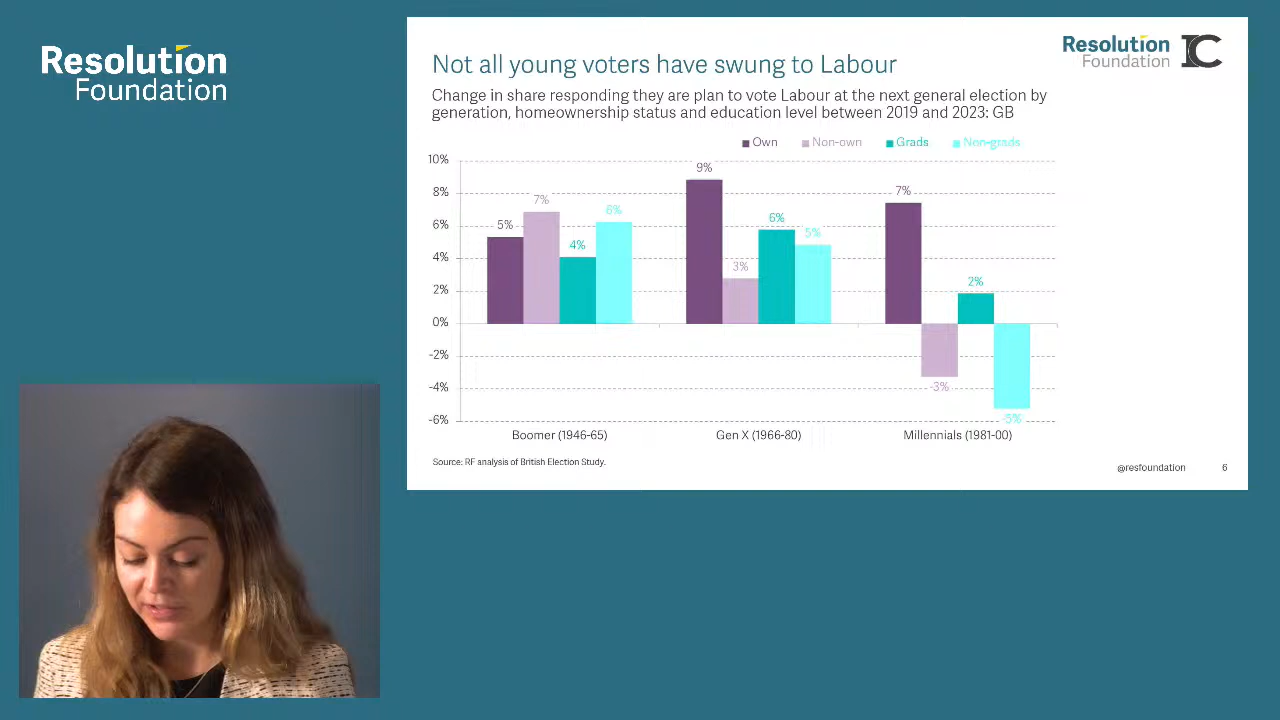 Resolution
Foundation
Resolution
Foundation
IC
Not all young voters have swung to Labour
Change in share responding they are plan to vote Labour at the next general election by
generation, homeownership status and education level between 2019 and 2023: GB
Own Non-own Grads Non-grads
10%
8%
6%
4%
2%
0%
-2%
-4%
-6%
5%
7%
4%
6%
9%
3%
6%
5%
7%
-3%
2%
-5%
Boomer (1946-65) Gen X (1966-80) Millennials (1981-00)
Source: RF analysis of British Election Study.
@resfoundation 6